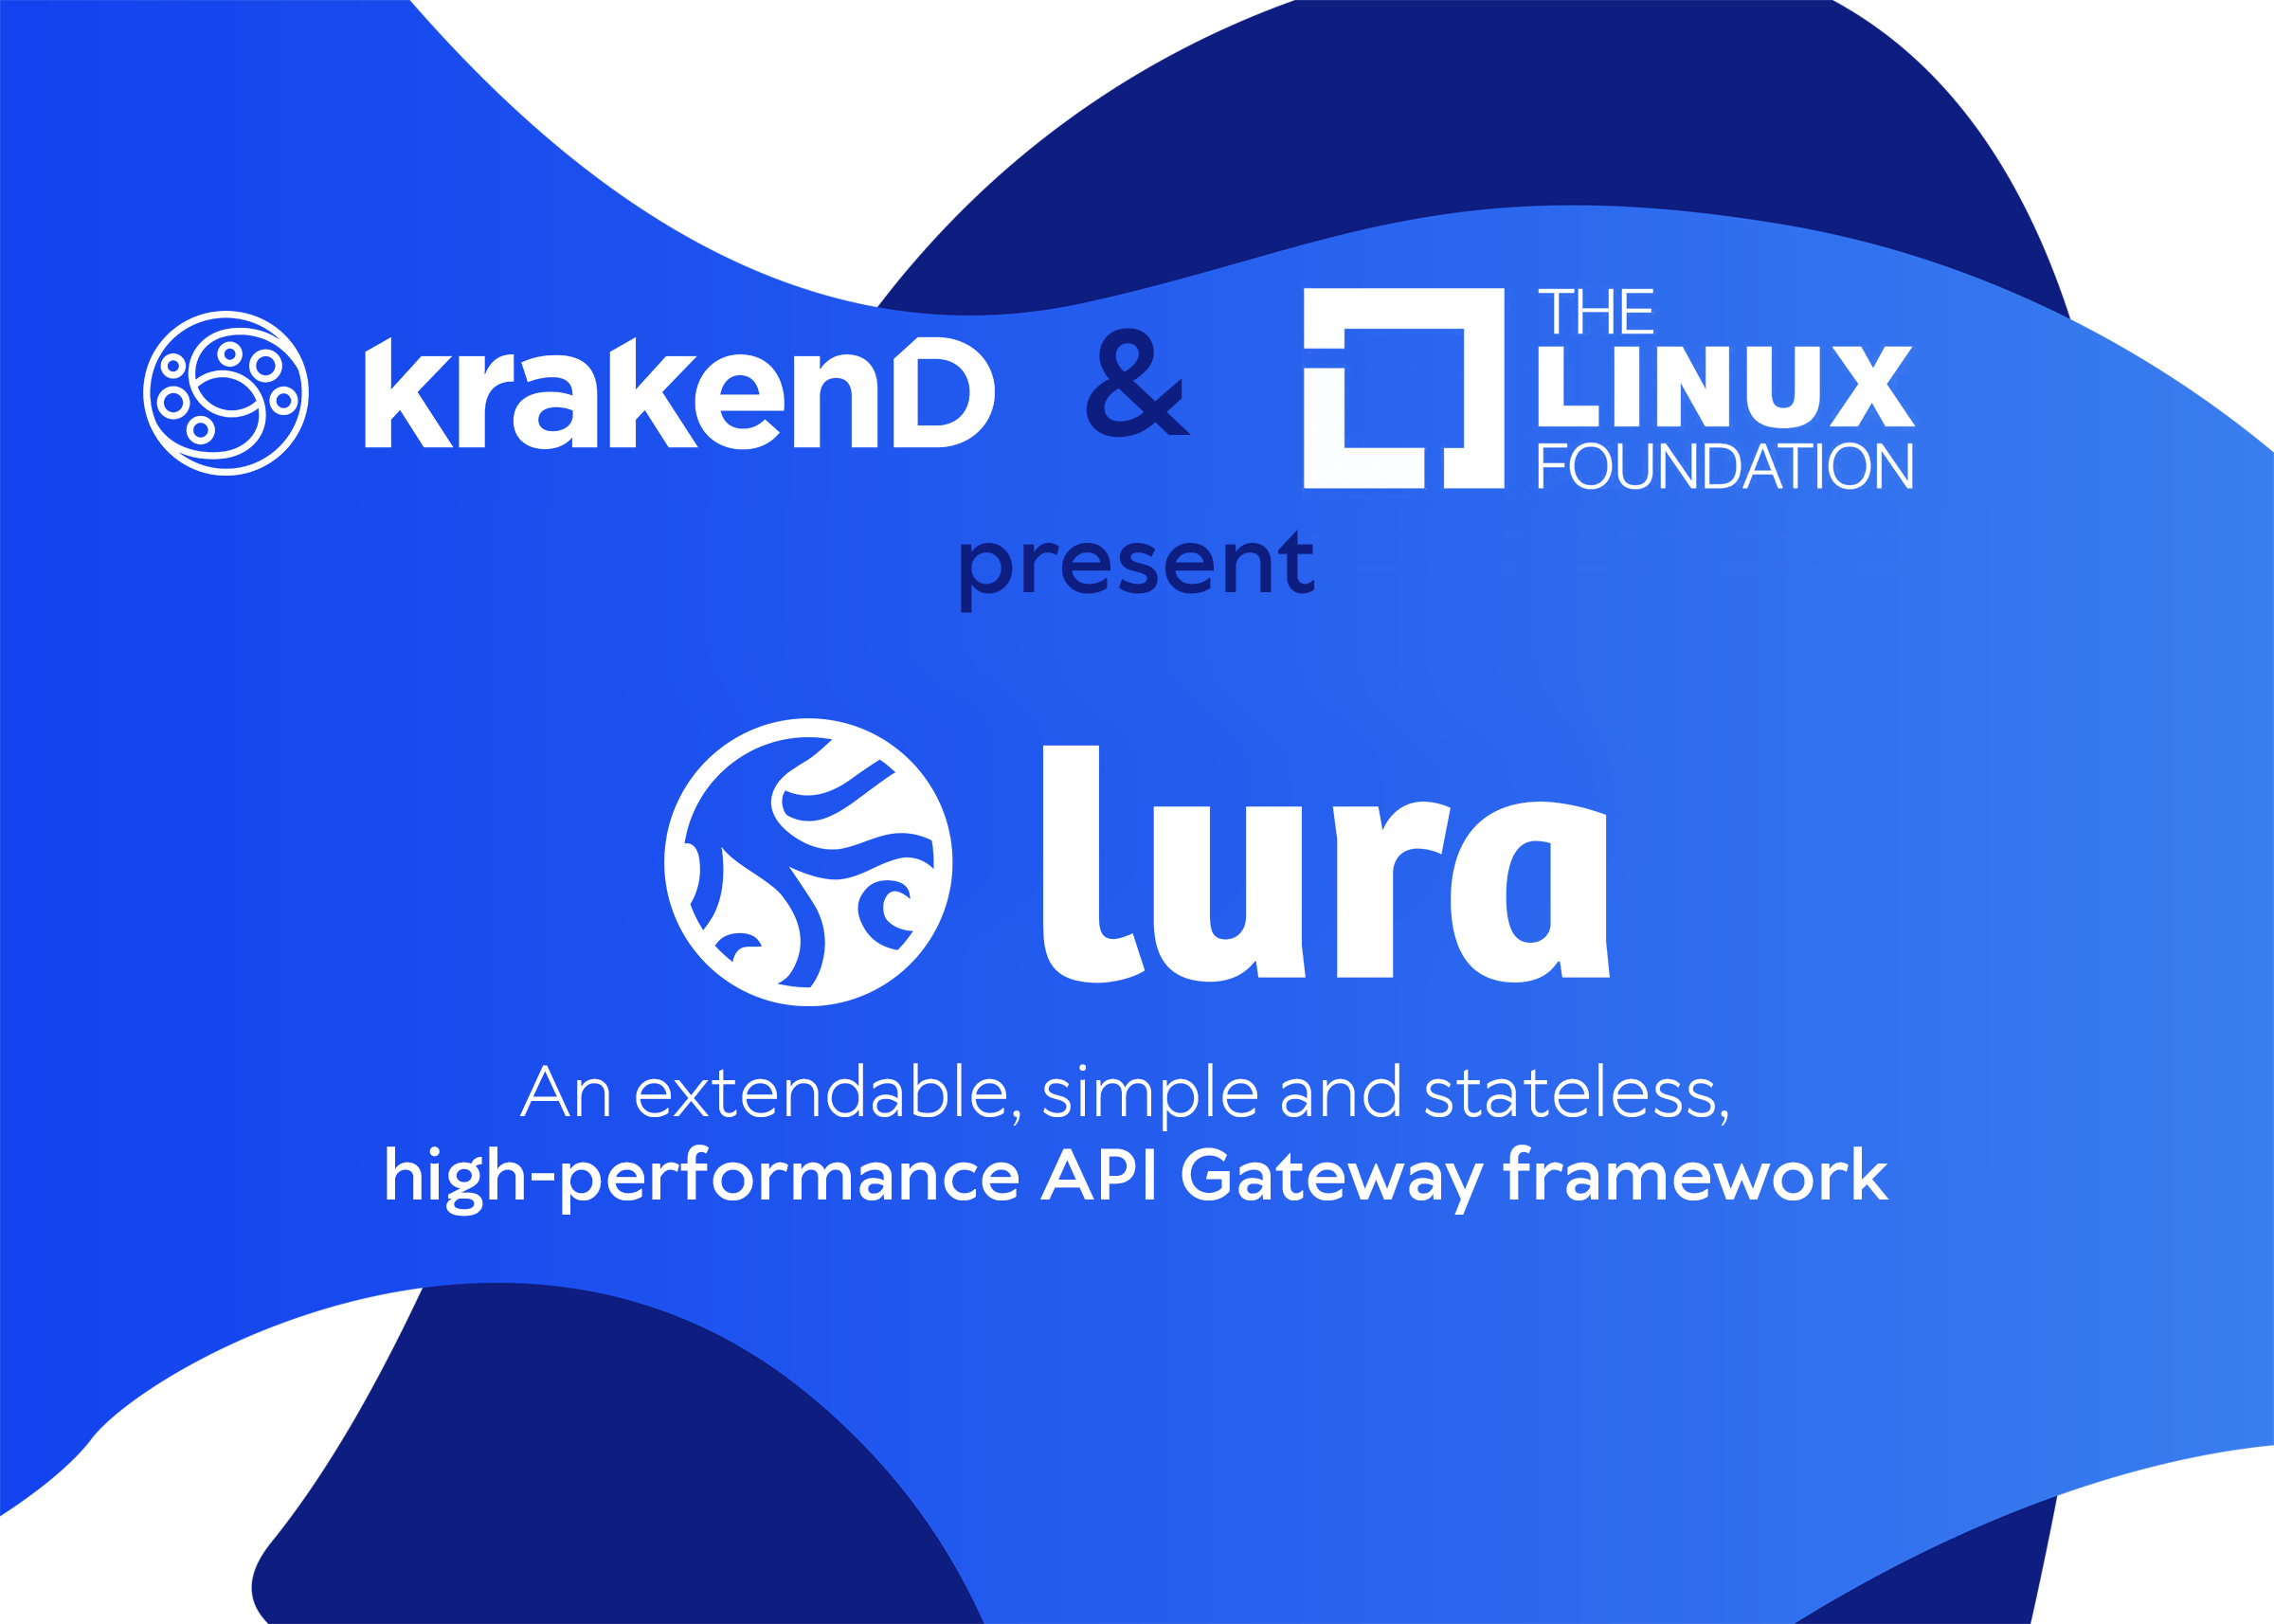 krakenD & THE LINUX FOUNDATION
present
lura
An extendable, simple and stateless,
high-performance API Gateway framework